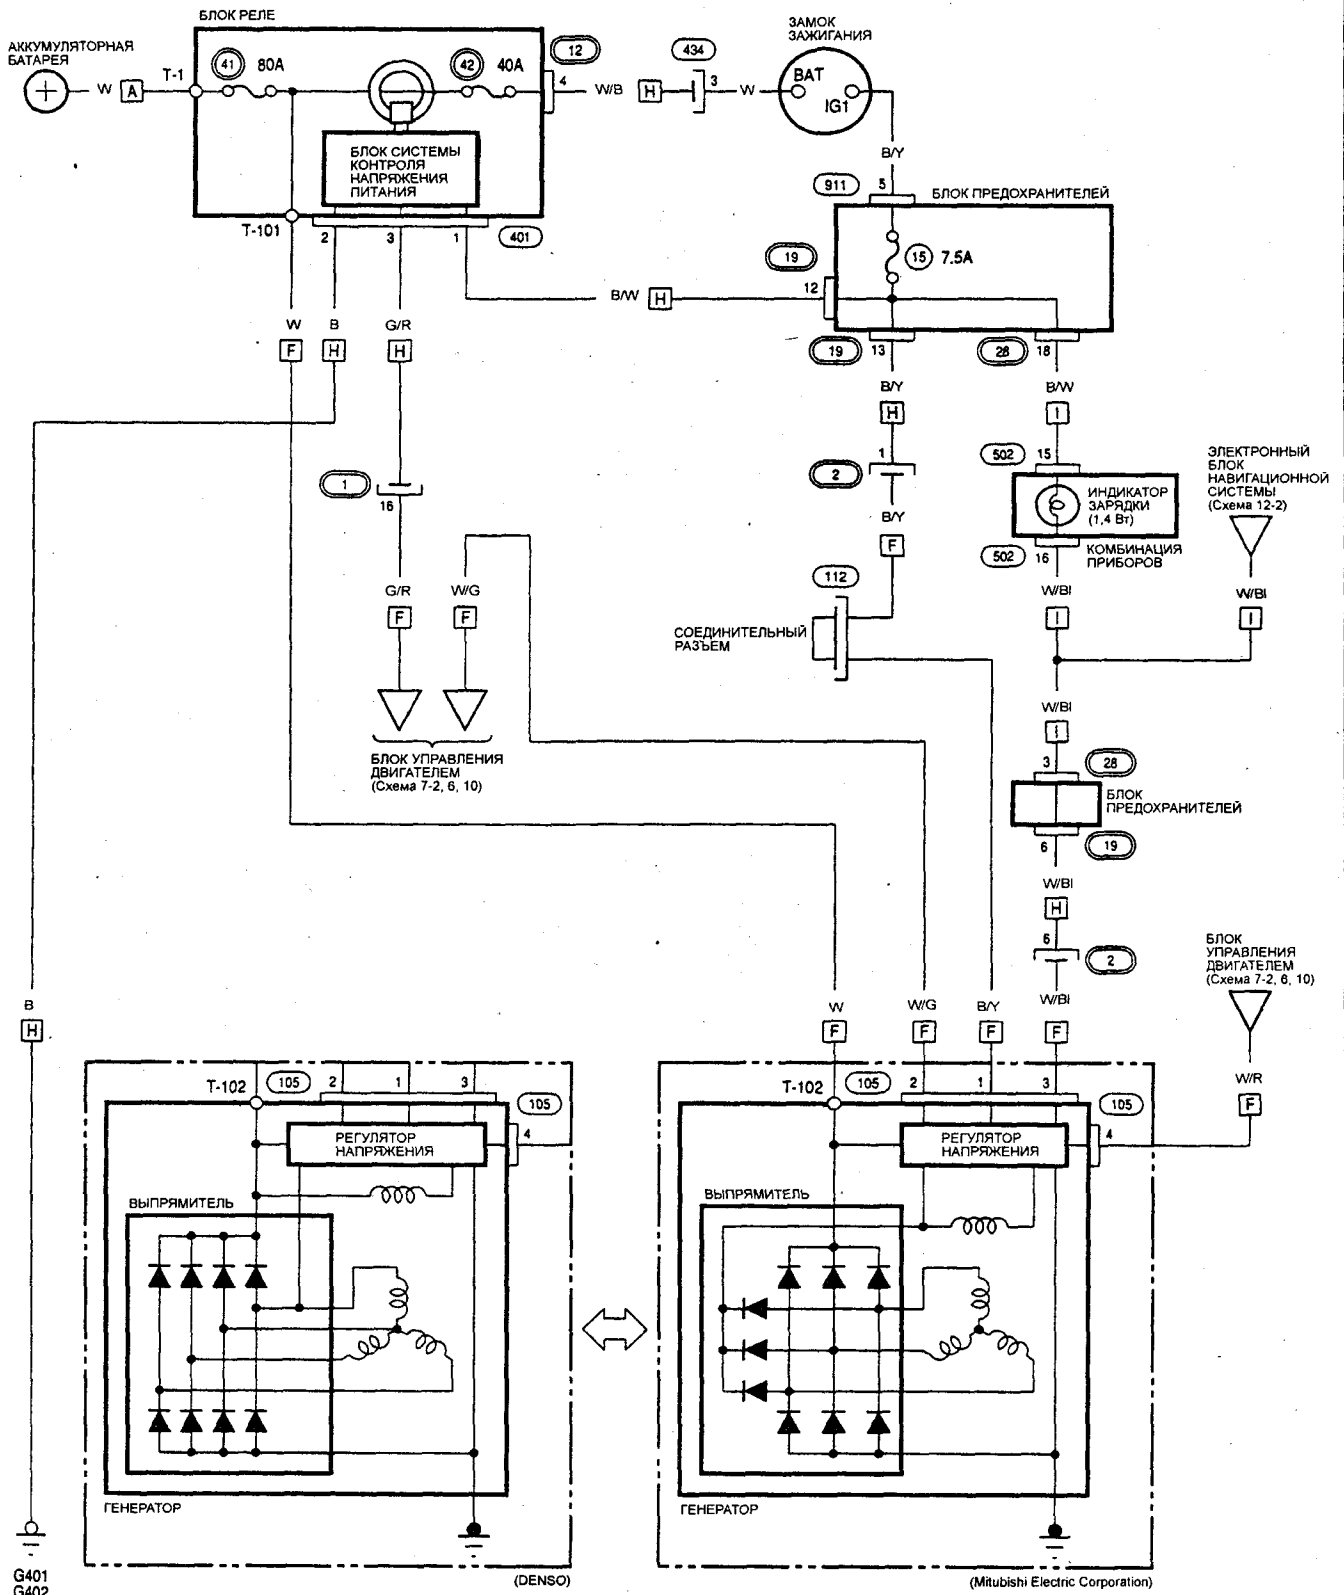 БЛОК РЕЛЕ
АККУМУЛЯТОРНАЯ
БАТАРЕЯ
W
A
T-1
41
80A
42
40A
12
4
W/B
H
434
3
W
ЗАМОК
ЗАЖИГАНИЯ
BAT
IG1
БЛОК СИСТЕМЫ
КОНТРОЛЯ
НАПРЯЖЕНИЯ
ПИТАНИЯ
B/Y
911
5
БЛОК ПРЕДОХРАНИТЕЛЕЙ
T-101
2
3
1
401
19
12
15
7.5A
B/W
H
W
B
G/R
F
H
H
19
13
28
18
B/Y
H
B/W
I
1
2
502
15
ИНДИКАТОР
ЗАРЯДКИ
(1,4 Вт)
ЭЛЕКТРОННЫЙ
БЛОК
НАВИГАЦИОННОЙ
СИСТЕМЫ
(Схема 12-2)
1
16
B/Y
F
502
16
КОМБИНАЦИЯ
ПРИБОРОВ
G/R
W/G
F
F
112
СОЕДИНИТЕЛЬНЫЙ
РАЗЪЕМ
W/Bl
I
W/Bl
I
W/Bl
I
БЛОК УПРАВЛЕНИЯ
ДВИГАТЕЛЕМ
(Схема 7-2, 6, 10)
3
28
БЛОК
ПРЕДОХРАНИТЕЛЕЙ
6
19
W/Bl
H
6
2
БЛОК
УПРАВЛЕНИЯ
ДВИГАТЕЛЕМ
(Схема 7-2, 6, 10)
B
H
W
F
W/G
F
B/Y
F
W/Bl
F
W/R
F
T-102
105
2
1
3
105
4
РЕГУЛЯТОР
НАПРЯЖЕНИЯ
ВЫПРЯМИТЕЛЬ
ГЕНЕРАТОР
(DENSO)
T-102
105
2
1
3
105
4
РЕГУЛЯТОР
НАПРЯЖЕНИЯ
ВЫПРЯМИТЕЛЬ
ГЕНЕРАТОР
(Mitubishi Electric Corporation)
G401
G402